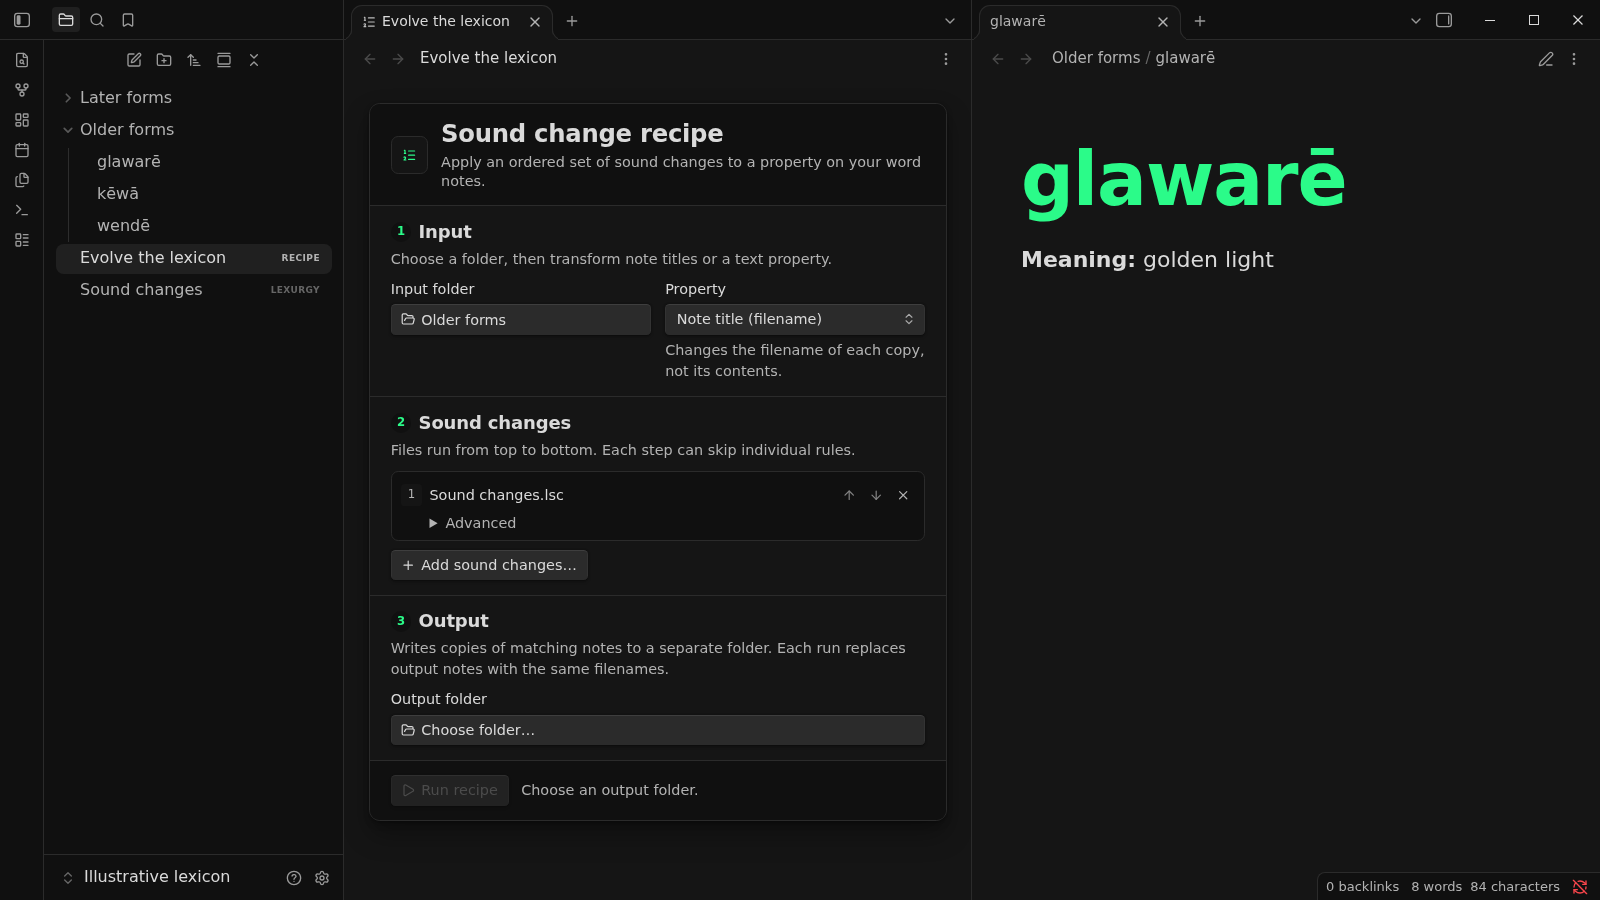 Evolve the lexicon
glawarē
Evolve the lexicon
Older forms / glawarē
Later forms
Older forms
glawarē
kēwā
wendē
Evolve the lexicon RECIPE
Sound changes LEXURGY
Illustrative lexicon
Sound change recipe
Apply an ordered set of sound changes to a property on your word
notes.
1 Input
Choose a folder, then transform note titles or a text property.
Input folder
Older forms
Property
Note title (filename)
Changes the filename of each copy,
not its contents.
2 Sound changes
Files run from top to bottom. Each step can skip individual rules.
1 Sound changes.lsc
Advanced
Add sound changes…
3 Output
Writes copies of matching notes to a separate folder. Each run replaces
output notes with the same filenames.
Output folder
Choose folder…
Run recipe Choose an output folder.
glawarē
Meaning: golden light
0 backlinks 8 words 84 characters